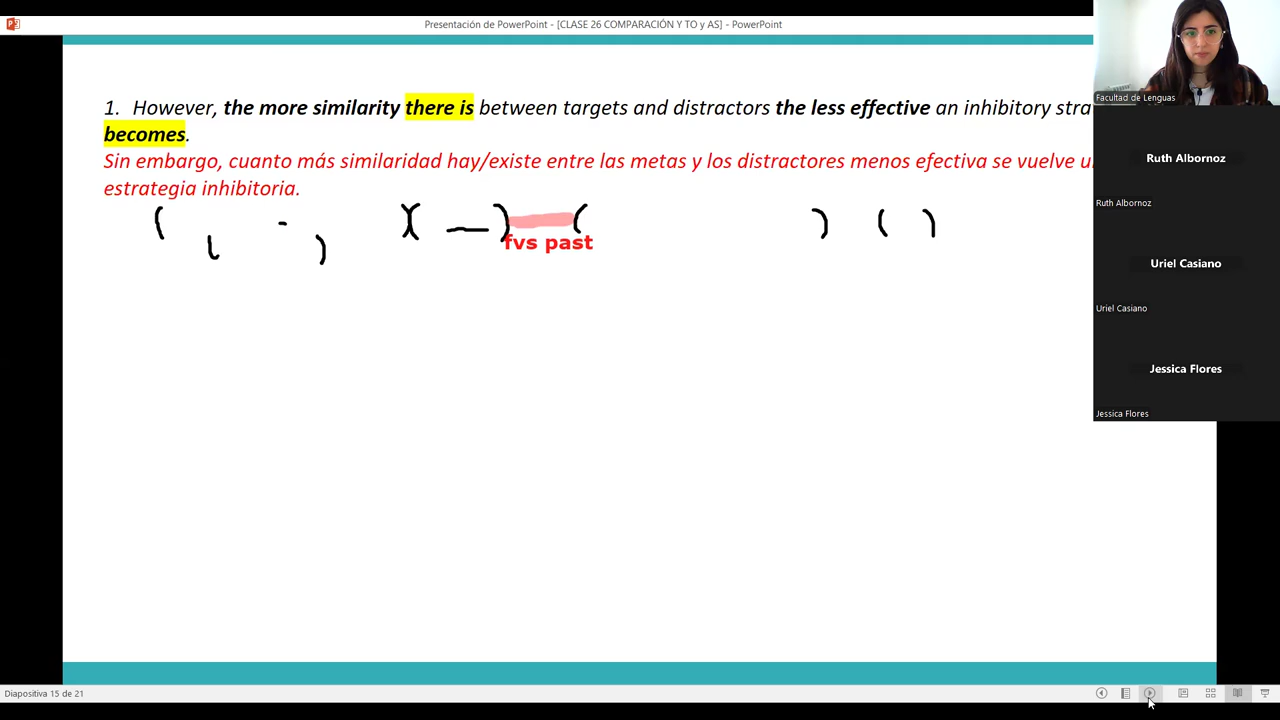 Presentación de PowerPoint - [CLASE 26 COMPARACIÓN Y TO y AS] - PowerPoint
1. However, the more similarity there is between targets and distractors the less effective an inhibitory stra
becomes.
Sin embargo, cuanto más similaridad hay/existe entre las metas y los distractores menos efectiva se vuelve u
estrategia inhibitoria.
fvs past
Facultad de Lenguas
Ruth Albornoz
Ruth Albornoz
Uriel Casiano
Uriel Casiano
Jessica Flores
Jessica Flores
Diapositiva 15 de 21